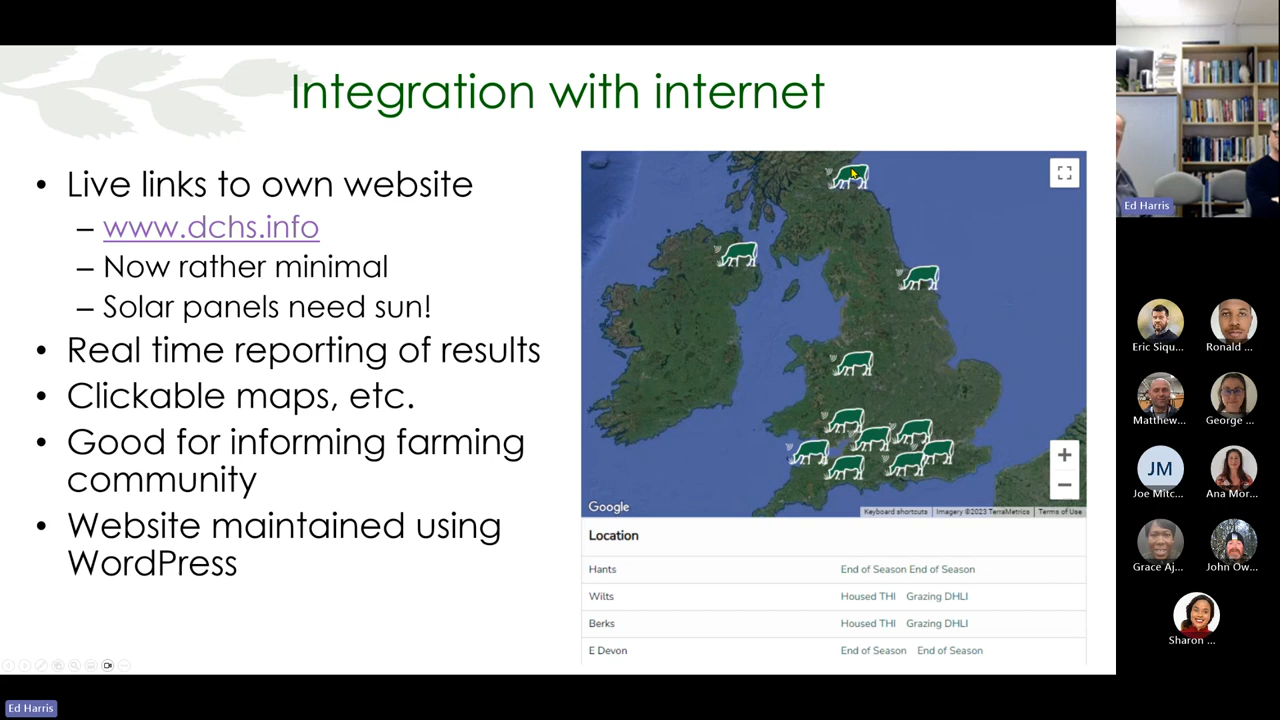 Integration with internet
• Live links to own website
– www.dchs.info
– Now rather minimal
– Solar panels need sun!
• Real time reporting of results
• Clickable maps, etc.
• Good for informing farming
community
• Website maintained using
WordPress
Google
Keyboard shortcuts
Imagery ©2023 TerraMetrics
Terms of Use
Location
Hants End of Season End of Season
Wilts Housed THI Grazing DHLI
Berks Housed THI Grazing DHLI
E Devon End of Season End of Season
Ed Harris
Eric Siqu... Ronald ...
Matthew... George ...
JM
Joe Mitc... Ana Mor...
Grace Aj... John Ow...
Sharon ...
Ed Harris